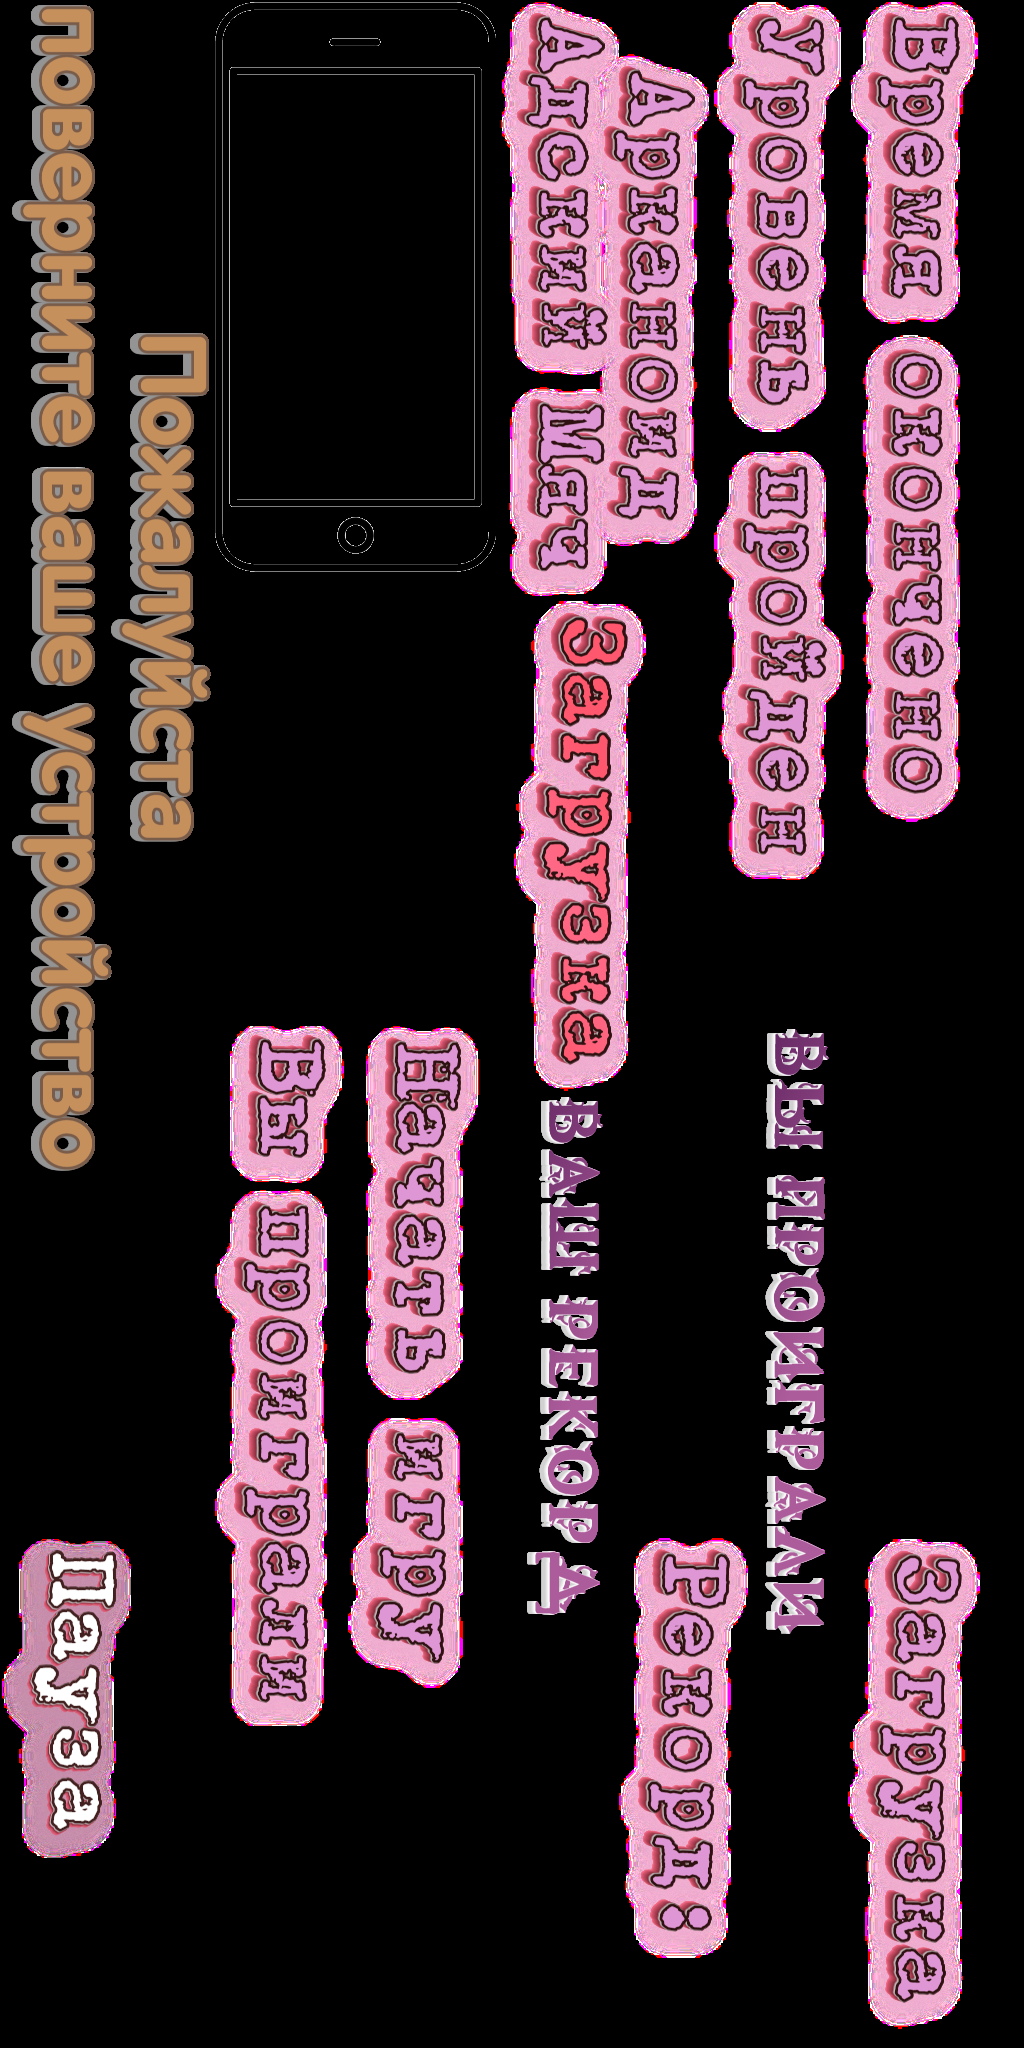 Время окончено
Уровень пройден
Арканоид
Адский Мяч
Загрузка
Пожалуйста
поверните ваше устройство
Загрузка
ВЫ ПРОИГРАЛИ
Рекорд!
ВАШ РЕКОРД
Начать игру
Вы проиграли
Пауза